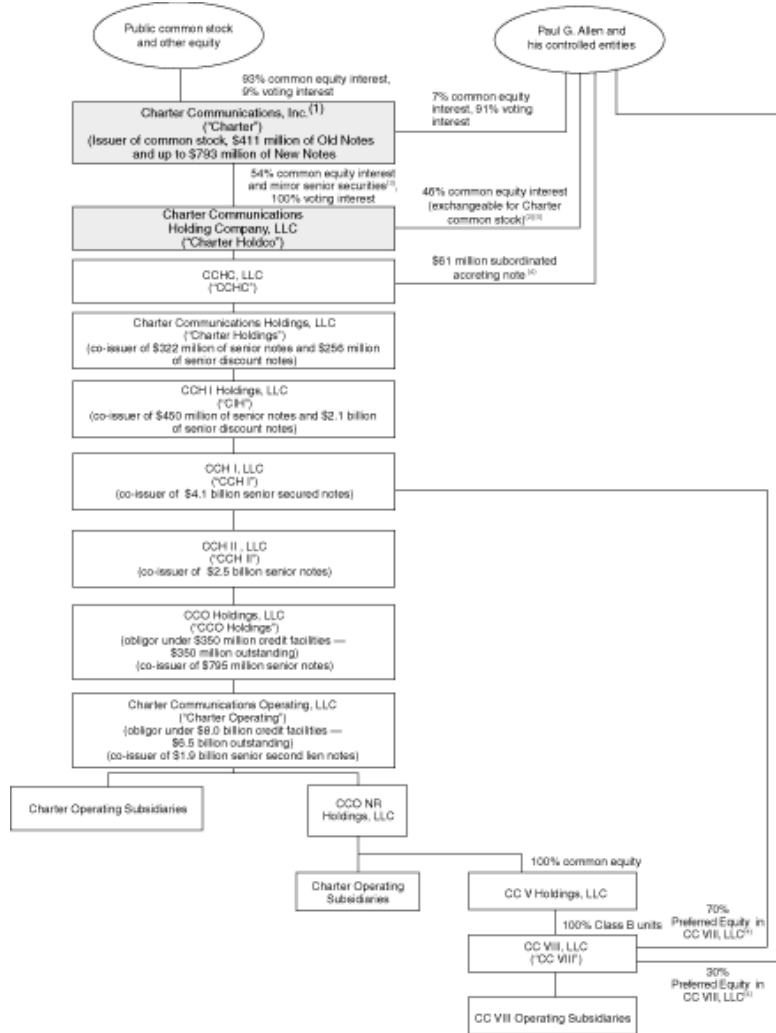 Public common stock
and other equity
Paul G. Allen and
his controlled entities
93% common equity interest,
9% voting interest
7% common equity
interest, 91% voting
interest
Charter Communications, Inc.(1)
("Charter")
(Issuer of common stock, $411 million of Old Notes
and up to $793 million of New Notes
54% common equity interest
and mirror senior securities(2),
100% voting interest
46% common equity interest
(exchangeable for Charter
common stock)(2)(3)
Charter Communications
Holding Company, LLC
("Charter Holdco")
$61 million subordinated
accreting note (4)
CCHC, LLC
("CCHC")
Charter Communications Holdings, LLC
("Charter Holdings")
(co-issuer of $322 million of senior notes and $256 million
of senior discount notes)
CCH I Holdings, LLC
("CIH")
(co-issuer of $450 million of senior notes and $2.1 billion
of senior discount notes)
CCH I, LLC
("CCH I")
(co-issuer of $4.1 billion senior secured notes)
CCH II , LLC
("CCH II")
(co-issuer of $2.5 billion senior notes)
CCO Holdings, LLC
("CCO Holdings")
(obligor under $350 million credit facilities —
$350 million outstanding)
(co-issuer of $795 million senior notes)
Charter Communications Operating, LLC
("Charter Operating")
(obligor under $8.0 billion credit facilities —
$6.5 billion outstanding)
(co-issuer of $1.9 billion senior second lien notes)
Charter Operating Subsidiaries
CCO NR
Holdings, LLC
100% common equity
Charter Operating
Subsidiaries
CC V Holdings, LLC
100% Class B units
70%
Preferred Equity in
CC VIII, LLC(4)
CC VIII, LLC
("CC VIII")
30%
Preferred Equity in
CC VIII, LLC
CC VIII Operating Subsidiaries